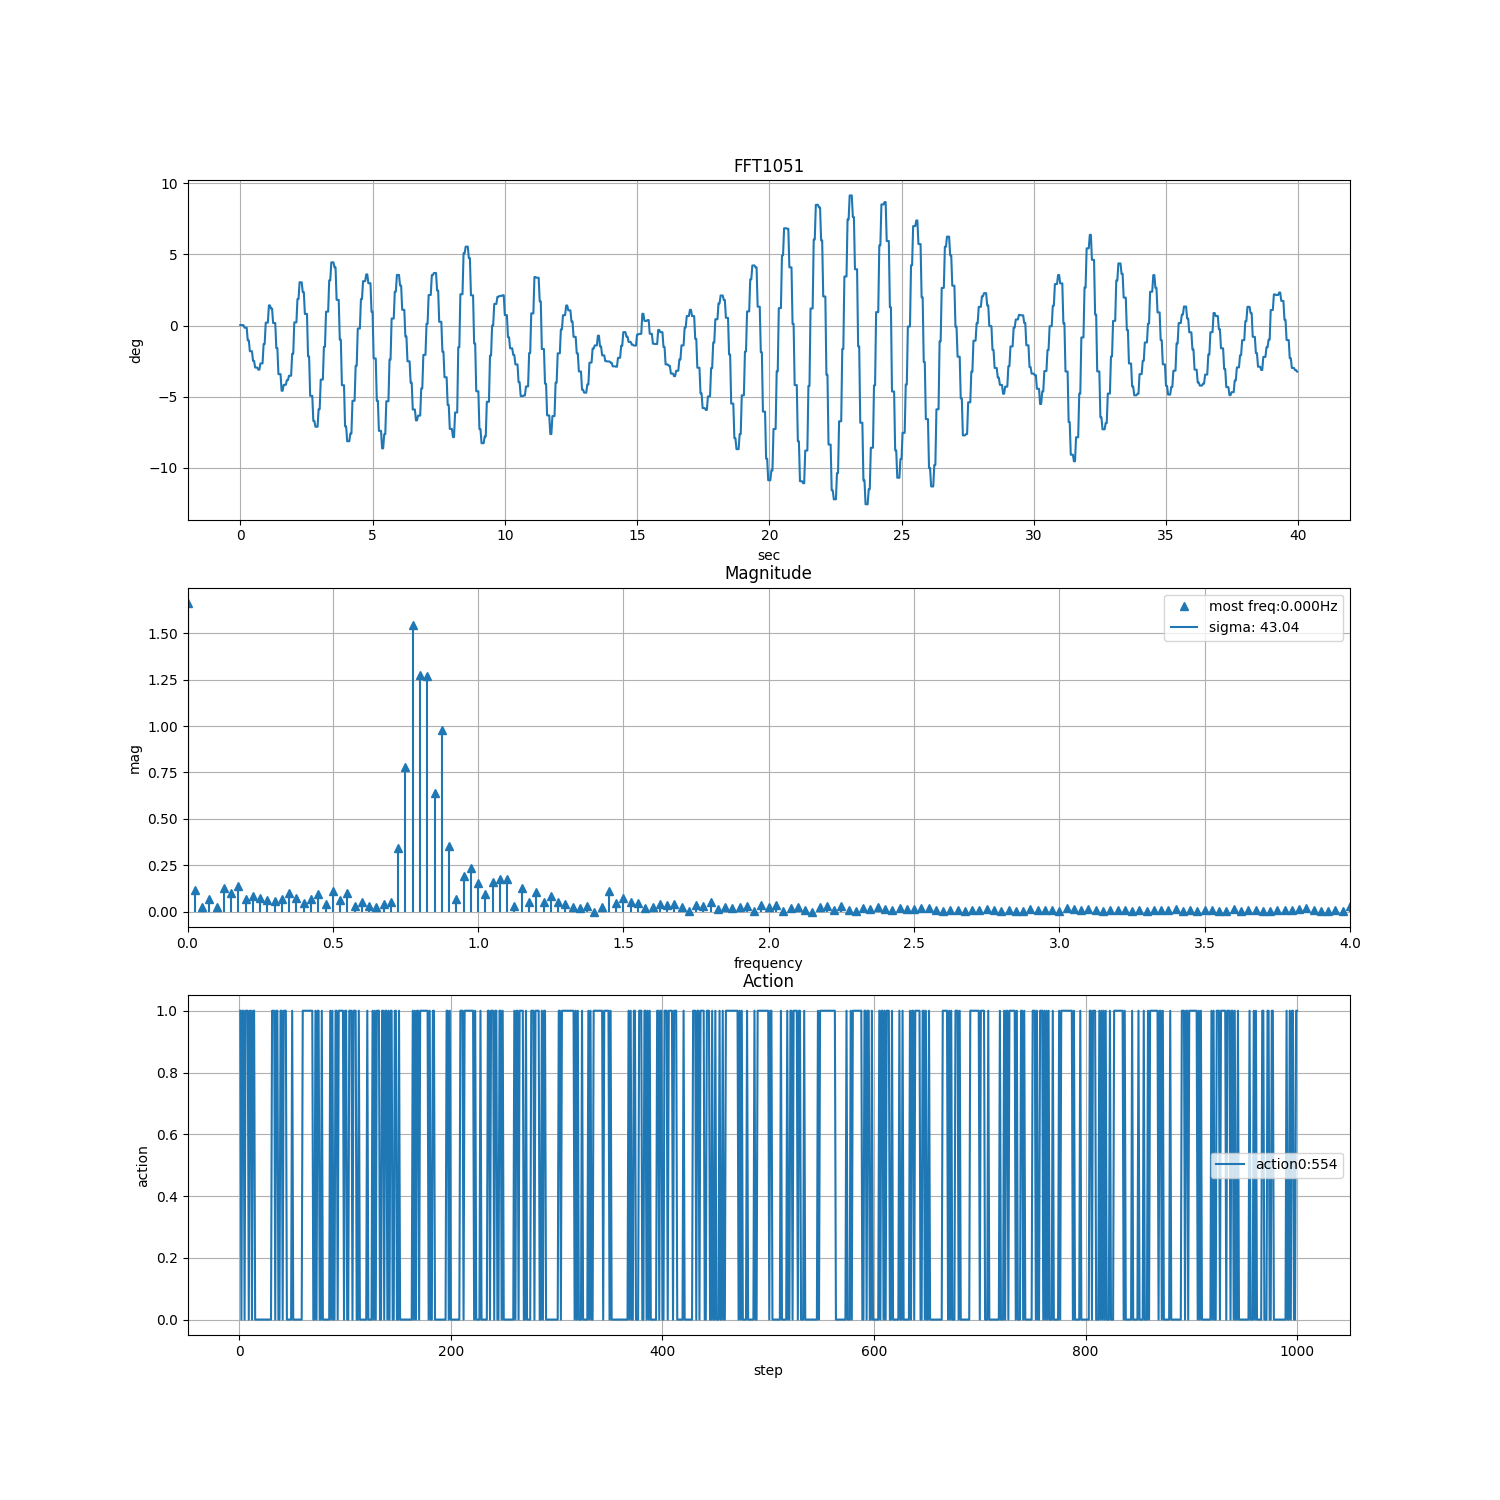 FFT1051
10
5
0
−5
−10
deg
0 5 10 15 20 25 30 35 40
sec
Magnitude
most freq:0.000Hz
sigma: 43.04
1.50
1.25
1.00
0.75
0.50
0.25
0.00
mag
0.0 0.5 1.0 1.5 2.0 2.5 3.0 3.5 4.0
frequency
Action
1.0
0.8
0.6
0.4
0.2
0.0
action
action0:554
0 200 400 600 800 1000
step